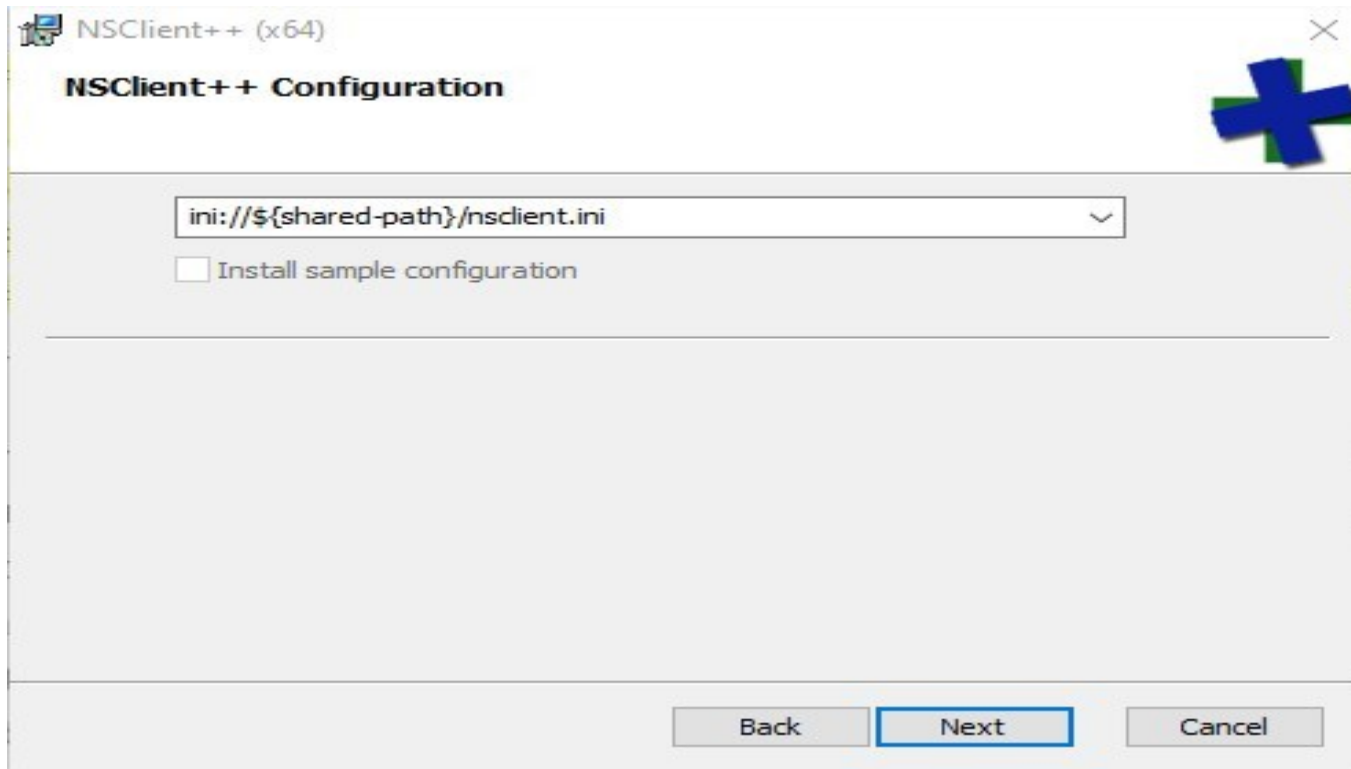 NSClient++ (x64)
NSClient++ Configuration
ini://${shared-path}/nsclient.ini
Install sample configuration
Back Next Cancel